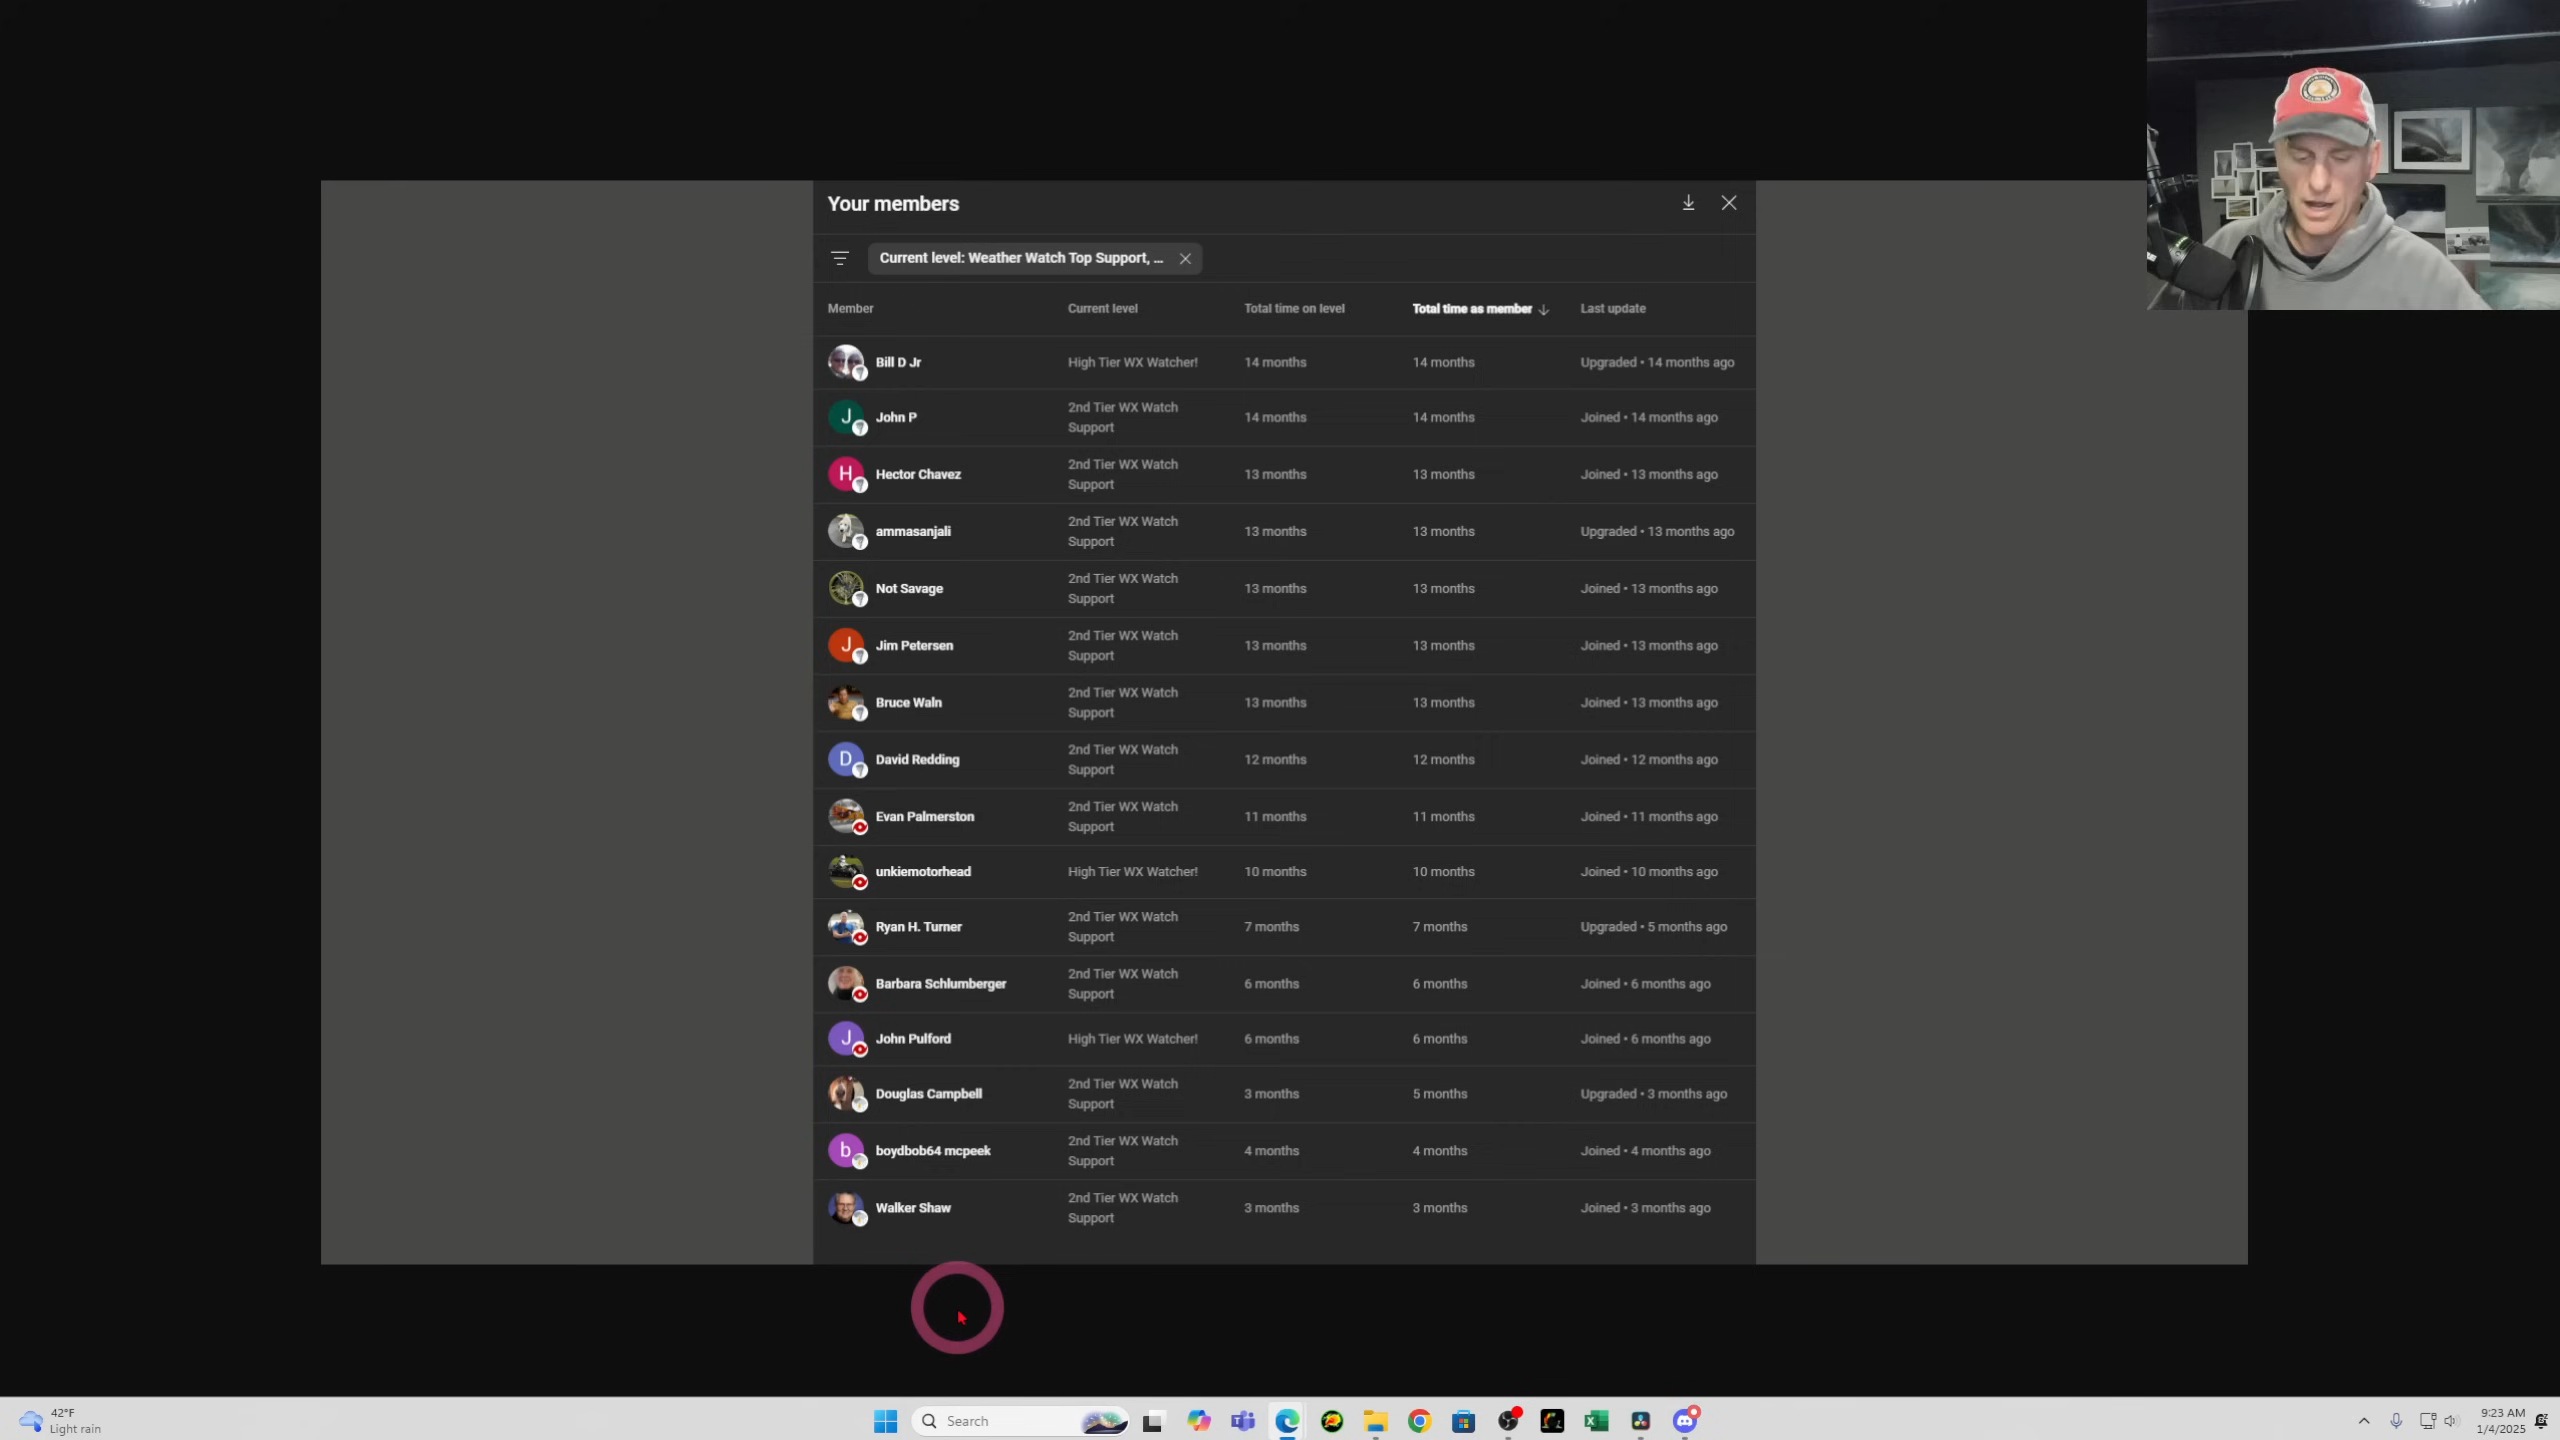 Your members
Current level: Weather Watch Top Support, ...
Member Current level Total time on level Total time as member Last update
Bill D Jr High Tier WX Watcher! 14 months 14 months Upgraded • 14 months ago
J John P 2nd Tier WX Watch Support 14 months 14 months Joined • 14 months ago
H Hector Chavez 2nd Tier WX Watch Support 13 months 13 months Joined • 13 months ago
ammasanjali 2nd Tier WX Watch Support 13 months 13 months Upgraded • 13 months ago
Not Savage 2nd Tier WX Watch Support 13 months 13 months Joined • 13 months ago
J Jim Petersen 2nd Tier WX Watch Support 13 months 13 months Joined • 13 months ago
Bruce Waln 2nd Tier WX Watch Support 13 months 13 months Joined • 13 months ago
D David Redding 2nd Tier WX Watch Support 12 months 12 months Joined • 12 months ago
Evan Palmerston 2nd Tier WX Watch Support 11 months 11 months Joined • 11 months ago
unkiemotorhead High Tier WX Watcher! 10 months 10 months Joined • 10 months ago
Ryan H. Turner 2nd Tier WX Watch Support 7 months 7 months Upgraded • 5 months ago
Barbara Schlumberger 2nd Tier WX Watch Support 6 months 6 months Joined • 6 months ago
J John Pulford High Tier WX Watcher! 6 months 6 months Joined • 6 months ago
Douglas Campbell 2nd Tier WX Watch Support 3 months 5 months Upgraded • 3 months ago
b boydbob64 mcpeek 2nd Tier WX Watch Support 4 months 4 months Joined • 4 months ago
Walker Shaw 2nd Tier WX Watch Support 3 months 3 months Joined • 3 months ago
42°F
Light rain
Search
9:23 AM
1/4/2025